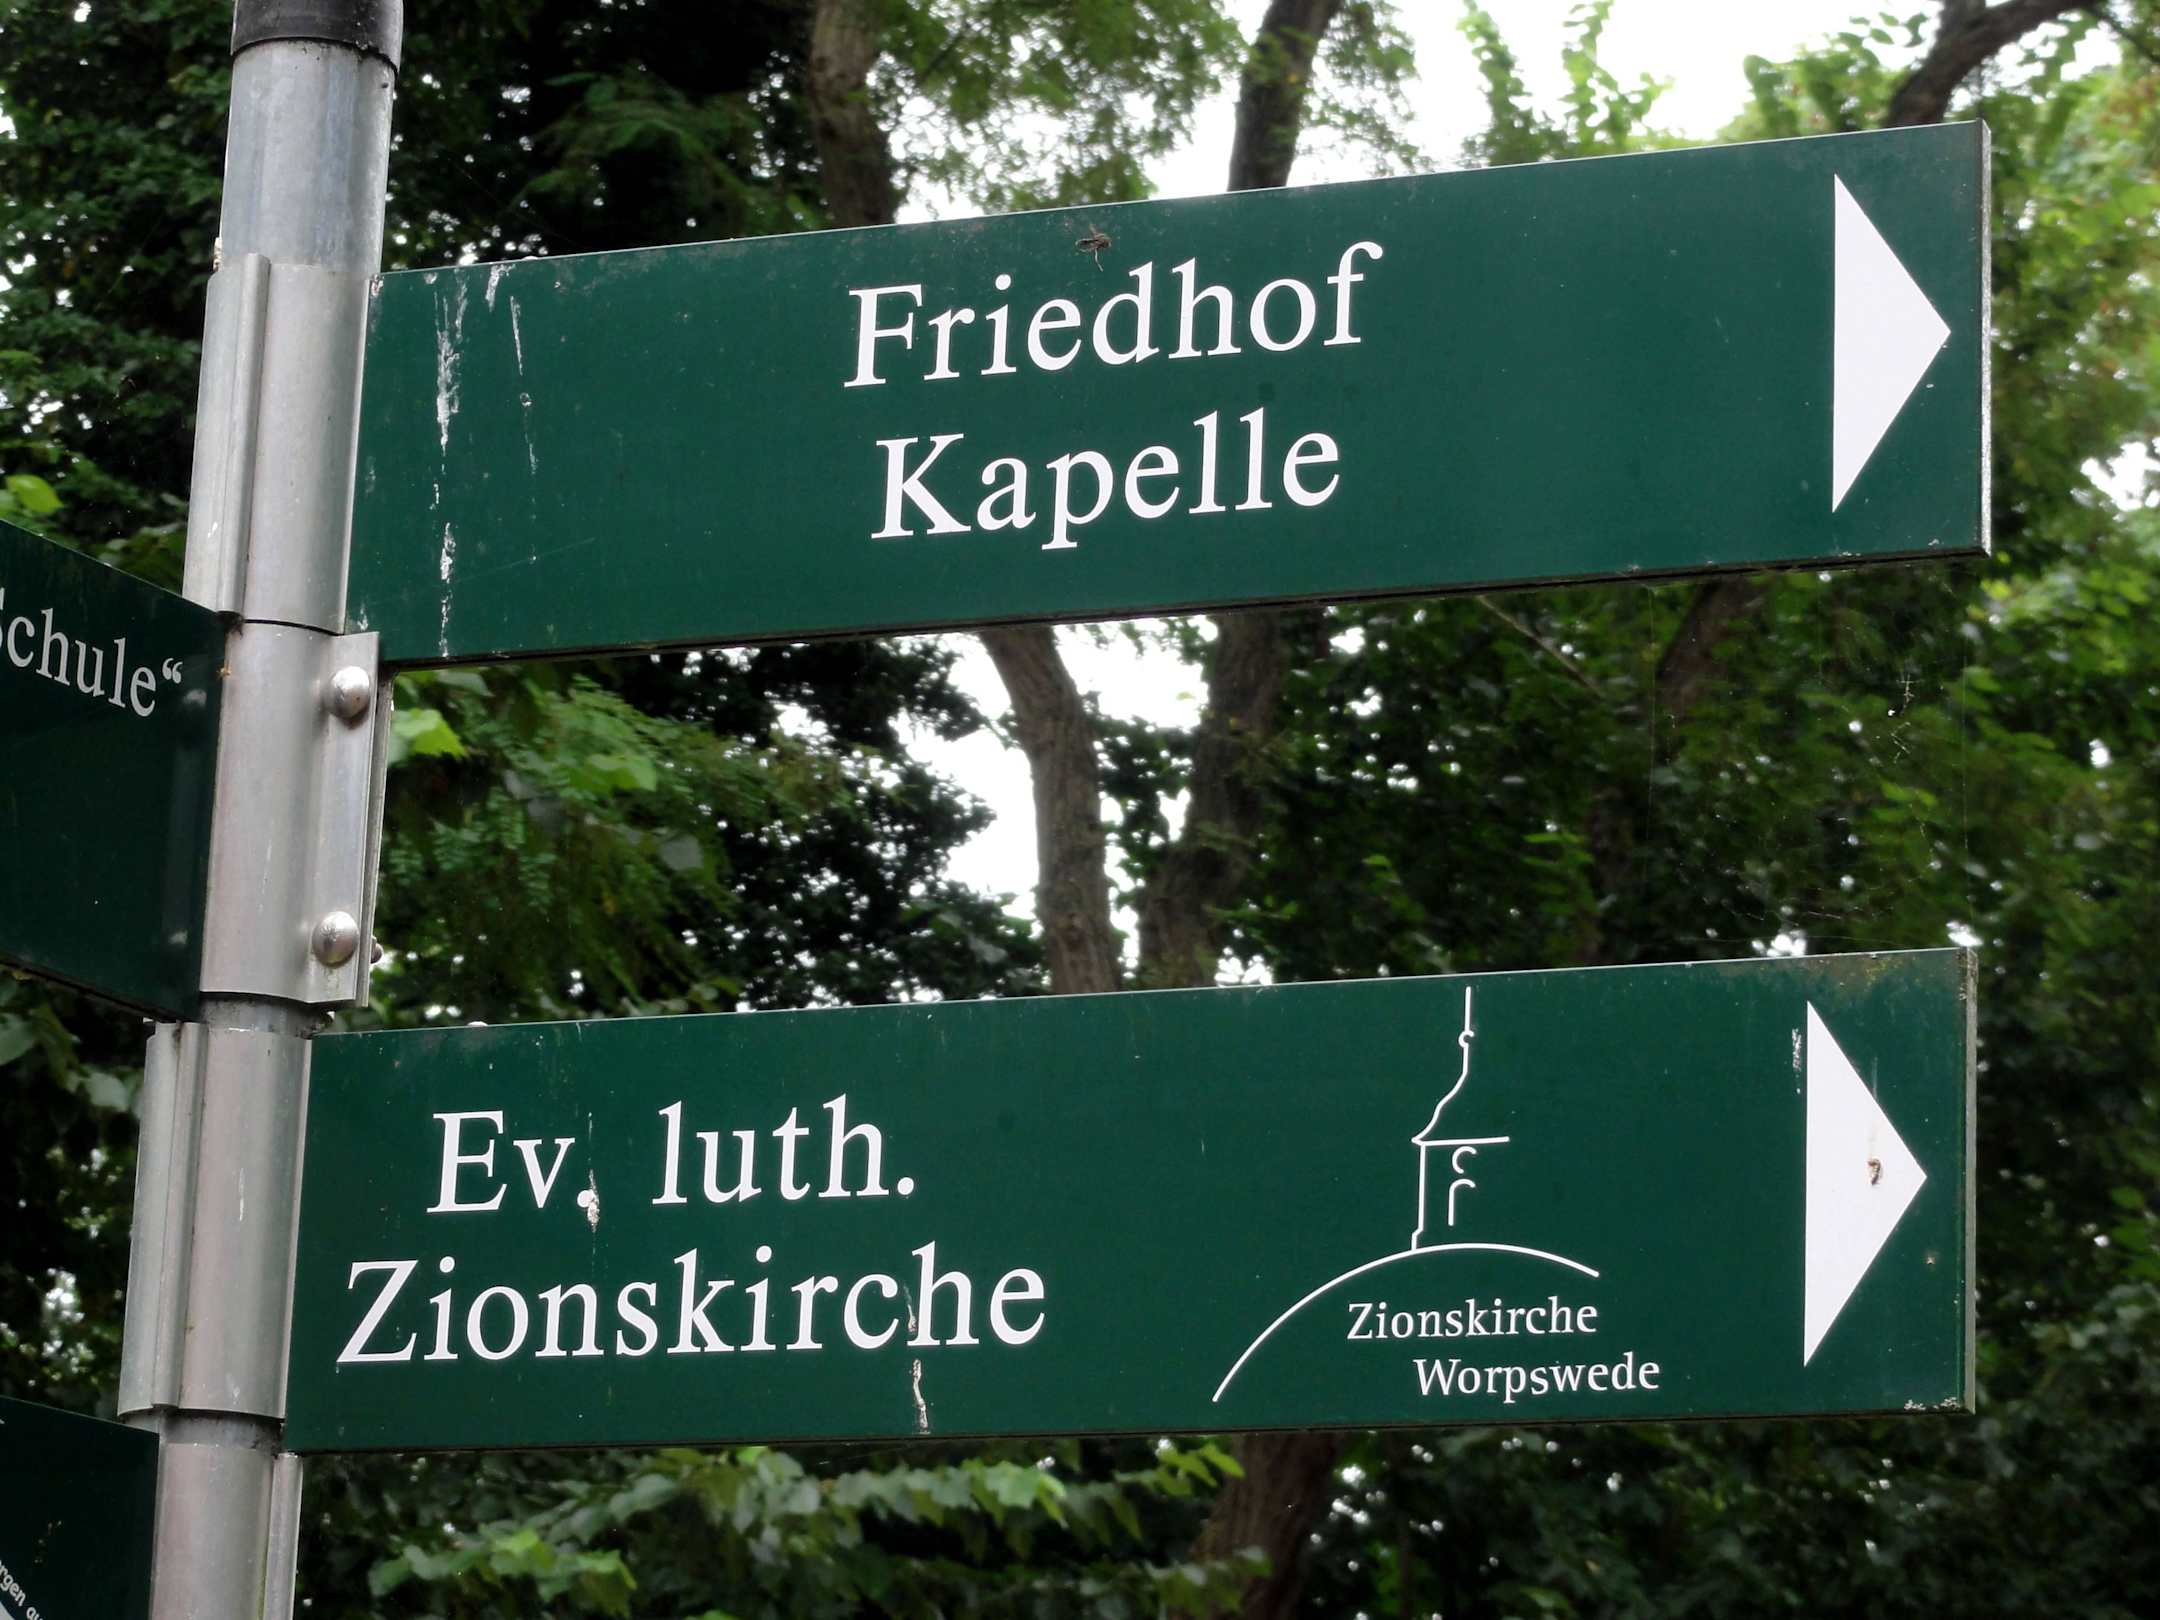 Friedhof
Kapelle
Schule“
Ev. luth.
Zionskirche
Zionskirche
Worpswede